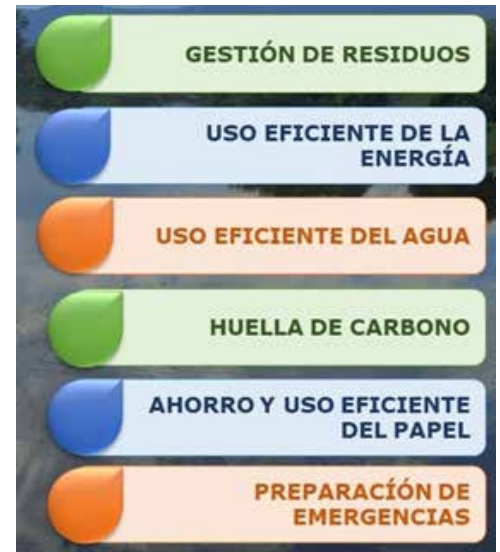 GESTIÓN DE RESIDUOS
USO EFICIENTE DE LA
ENERGÍA
USO EFICIENTE DEL AGUA
HUELLA DE CARBONO
AHORRO Y USO EFICIENTE
DEL PAPEL
PREPARACÍÓN DE
EMERGENCIAS